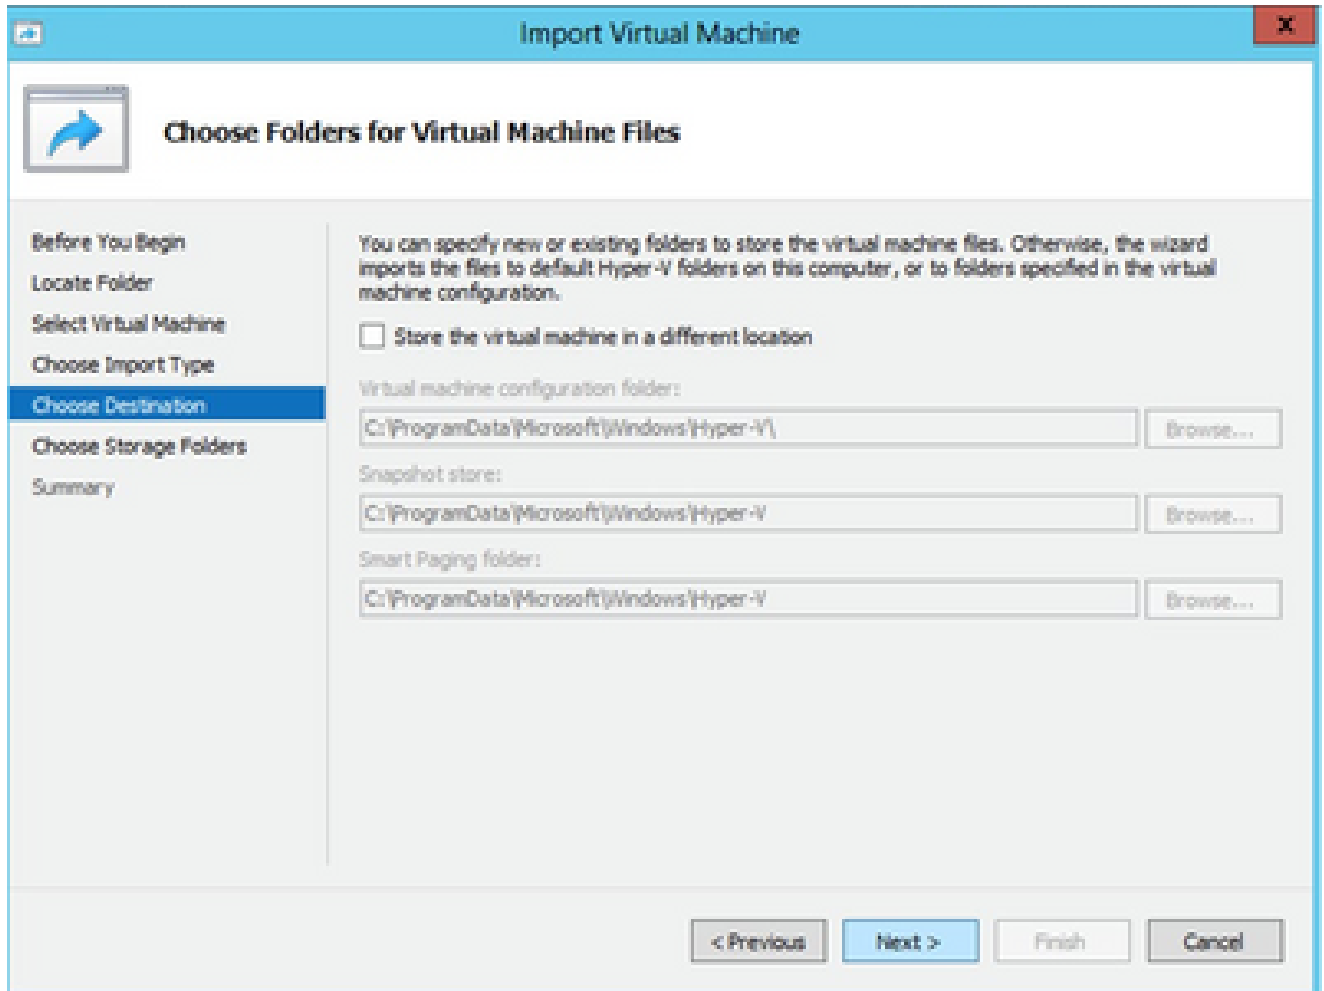 Import Virtual Machine
X
Choose Folders for Virtual Machine Files
Before You Begin
Locate Folder
Select Virtual Machine
Choose Import Type
Choose Destination
Choose Storage Folders
Summary
You can specify new or existing folders to store the virtual machine files. Otherwise, the wizard
imports the files to default Hyper-V folders on this computer, or to folders specified in the virtual
machine configuration.
Store the virtual machine in a different location
Virtual machine configuration folder:
C:\ProgramData\Microsoft\Windows\Hyper-V\
Browse...
Snapshot store:
C:\ProgramData\Microsoft\Windows\Hyper-V
Browse...
Smart Paging folder:
C:\ProgramData\Microsoft\Windows\Hyper-V
Browse...
< Previous
Next >
Finish
Cancel